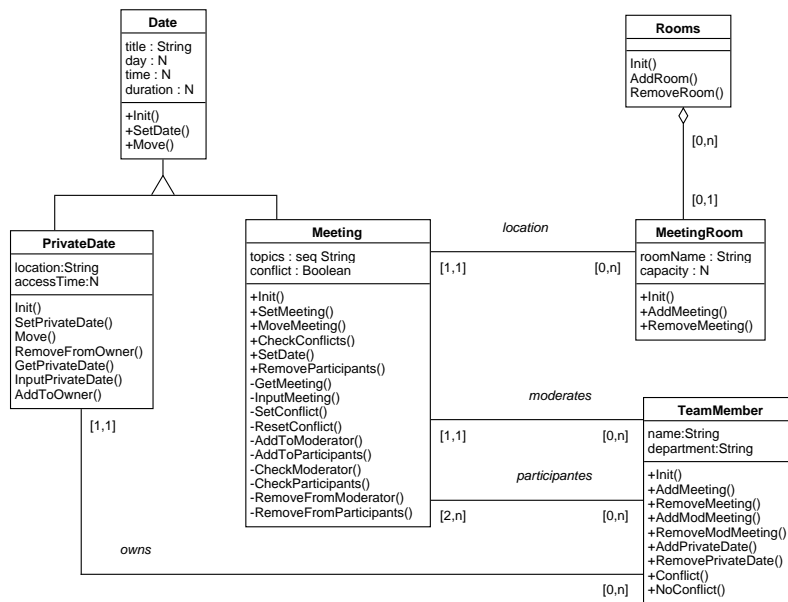 Date
title : String
day : N
time : N
duration : N
+Init()
+SetDate()
+Move()
Rooms
Init()
AddRoom()
RemoveRoom()
[0,n]
[0,1]
PrivateDate
location:String
accessTime:N
Init()
SetPrivateDate()
Move()
RemoveFromOwner()
GetPrivateDate()
InputPrivateDate()
AddToOwner()
[1,1]
Meeting
topics : seq String
conflict : Boolean
+Init()
+SetMeeting()
+MoveMeeting()
+CheckConflicts()
+SetDate()
+RemoveParticipants()
-GetMeeting()
-InputMeeting()
-SetConflict()
-ResetConflict()
-AddToModerator()
-AddToParticipants()
-CheckModerator()
-CheckParticipants()
-RemoveFromModerator()
-RemoveFromParticipants()
location
[1,1]
[0,n]
MeetingRoom
roomName : String
capacity : N
+Init()
+AddMeeting()
+RemoveMeeting()
moderates
[1,1]
[0,n]
participantes
[2,n]
[0,n]
TeamMember
name:String
department:String
+Init()
+AddMeeting()
+RemoveMeeting()
+AddModMeeting()
+RemoveModMeeting()
+AddPrivateDate()
+RemovePrivateDate()
+Conflict()
+NoConflict()
owns
[0,n]